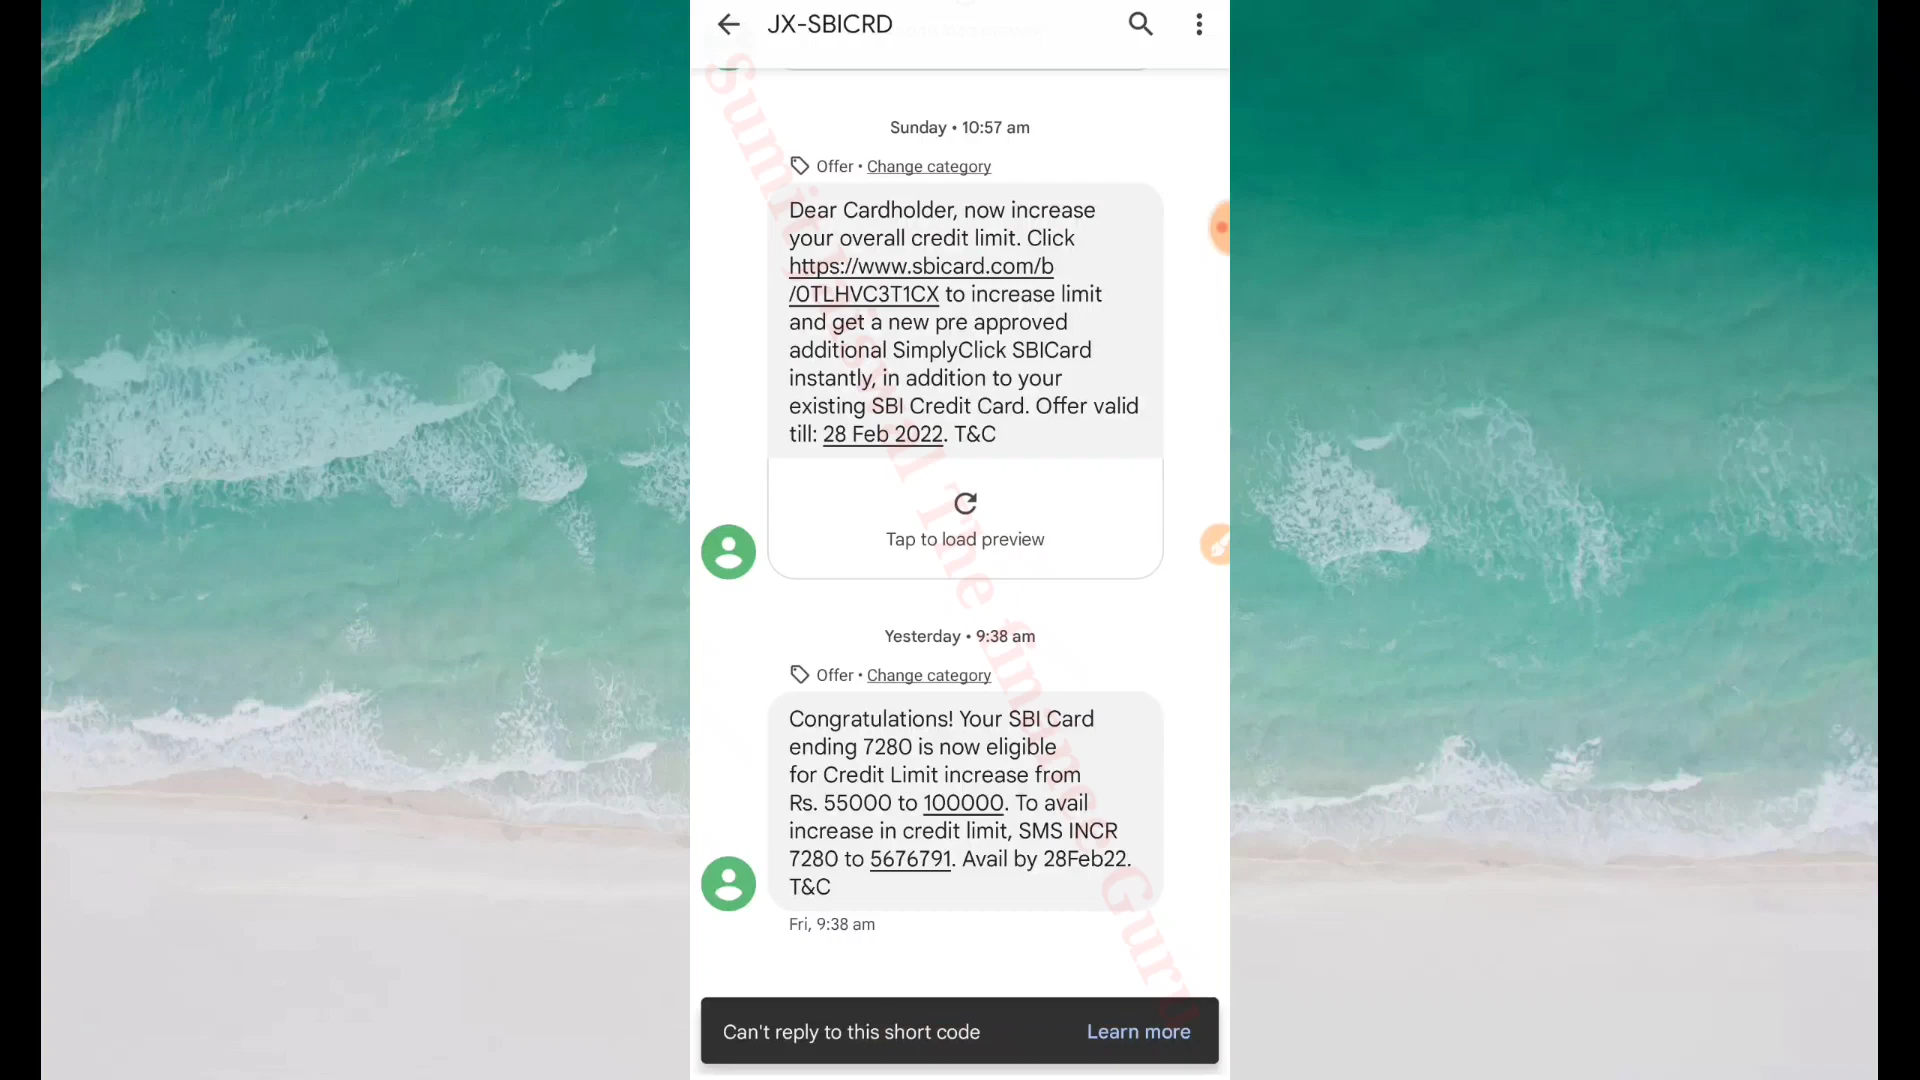 JX-SBICRD
Sunday • 10:57 am
Offer • Change category
Dear Cardholder, now increase
your overall credit limit. Click
https://www.sbicard.com/b
/0TLHVC3T1CX to increase limit
and get a new pre approved
additional SimplyClick SBICard
instantly, in addition to your
existing SBI Credit Card. Offer valid
till: 28 Feb 2022. T&C
Tap to load preview
Yesterday • 9:38 am
Offer • Change category
Congratulations! Your SBI Card
ending 7280 is now eligible
for Credit Limit increase from
Rs. 55000 to 100000. To avail
increase in credit limit, SMS INCR
7280 to 5676791. Avail by 28Feb22.
T&C
Fri, 9:38 am
Can't reply to this short code
Learn more
The finance Guru